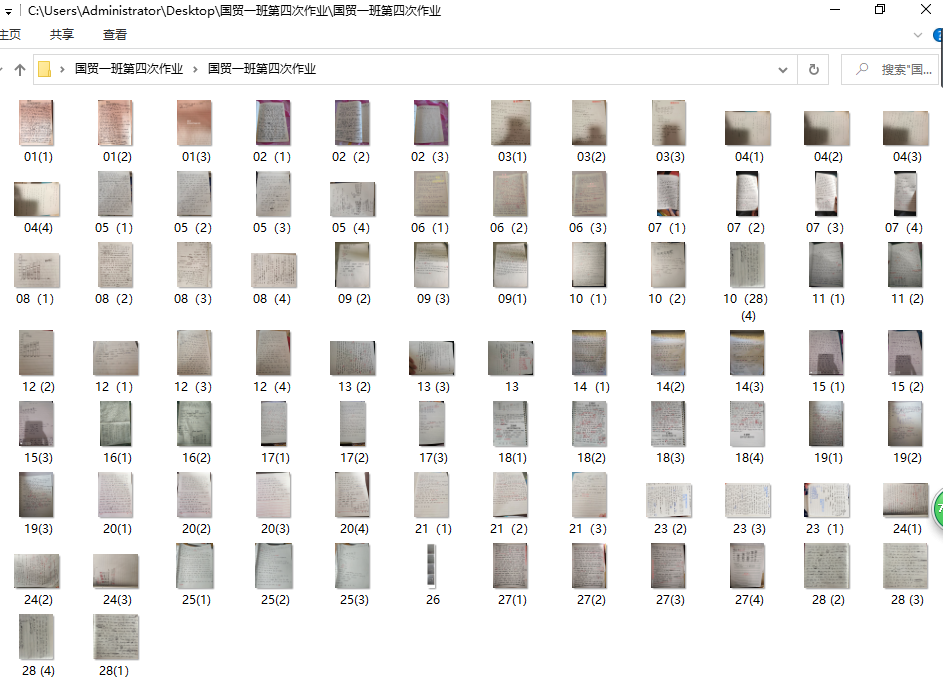 C:\Users\Administrator\Desktop\国贸一班第四次作业\国贸一班第四次作业
主页 共享 查看
国贸一班第四次作业 › 国贸一班第四次作业 搜索"国...
01(1) 01(2) 01(3) 02（1） 02（2） 02（3） 03(1) 03(2) 03(3) 04(1) 04(2) 04(3)
04(4) 05（1） 05（2） 05（3） 05（4） 06（1） 06（2） 06（3） 07（1） 07（2） 07（3） 07（4）
08（1） 08（2） 08（3） 08（4） 09 (2) 09 (3) 09(1) 10（1） 10（2） 10（28） 11 (1) 11 (2)
(4)
12 (2) 12（1） 12（3） 12（4） 13 (2) 13 (3) 13 14（1） 14(2) 14(3) 15 (1) 15 (2)
15(3) 16(1) 16(2) 17(1) 17(2) 17(3) 18(1) 18(2) 18(3) 18(4) 19(1) 19(2)
19(3) 20(1) 20(2) 20(3) 20(4) 21（1） 21（2） 21（3） 23 (2) 23 (3) 23（1） 24(1)
24(2) 24(3) 25(1) 25(2) 25(3) 26 27(1) 27(2) 27(3) 27(4) 28 (2) 28 (3)
28 (4) 28(1)